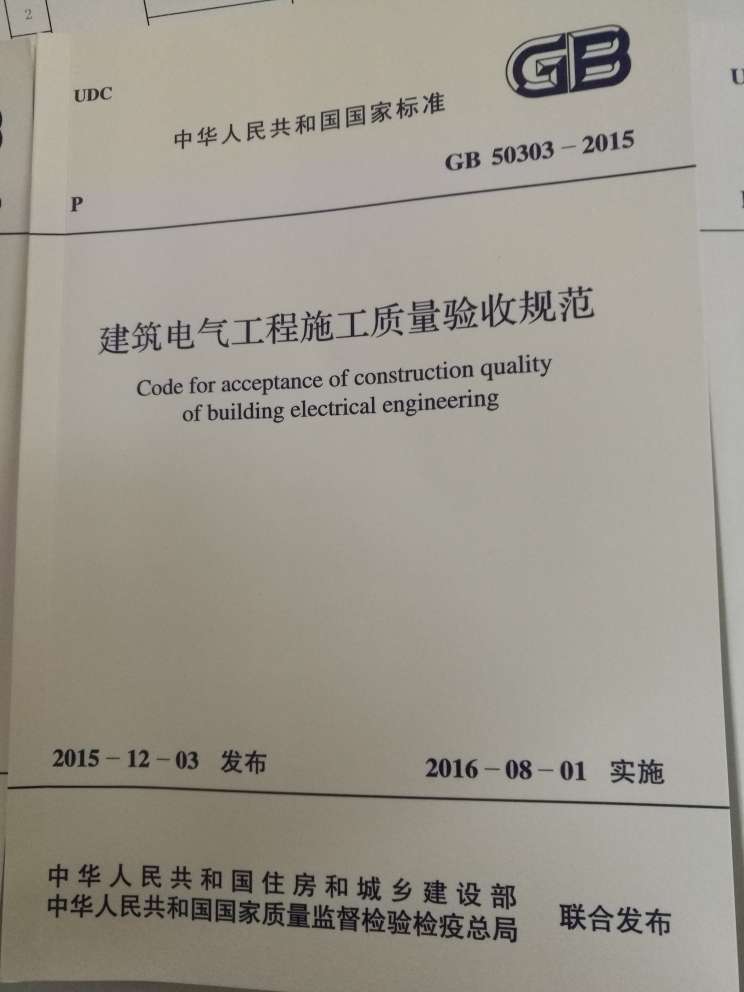 2
UDC
GB
中华人民共和国国家标准
GB 50303－2015
P
建筑电气工程施工质量验收规范
Code for acceptance of construction quality
of building electrical engineering
2015－12－03 发布
2016－08－01 实施
中华人民共和国住房和城乡建设部
中华人民共和国国家质量监督检验检疫总局
联合发布